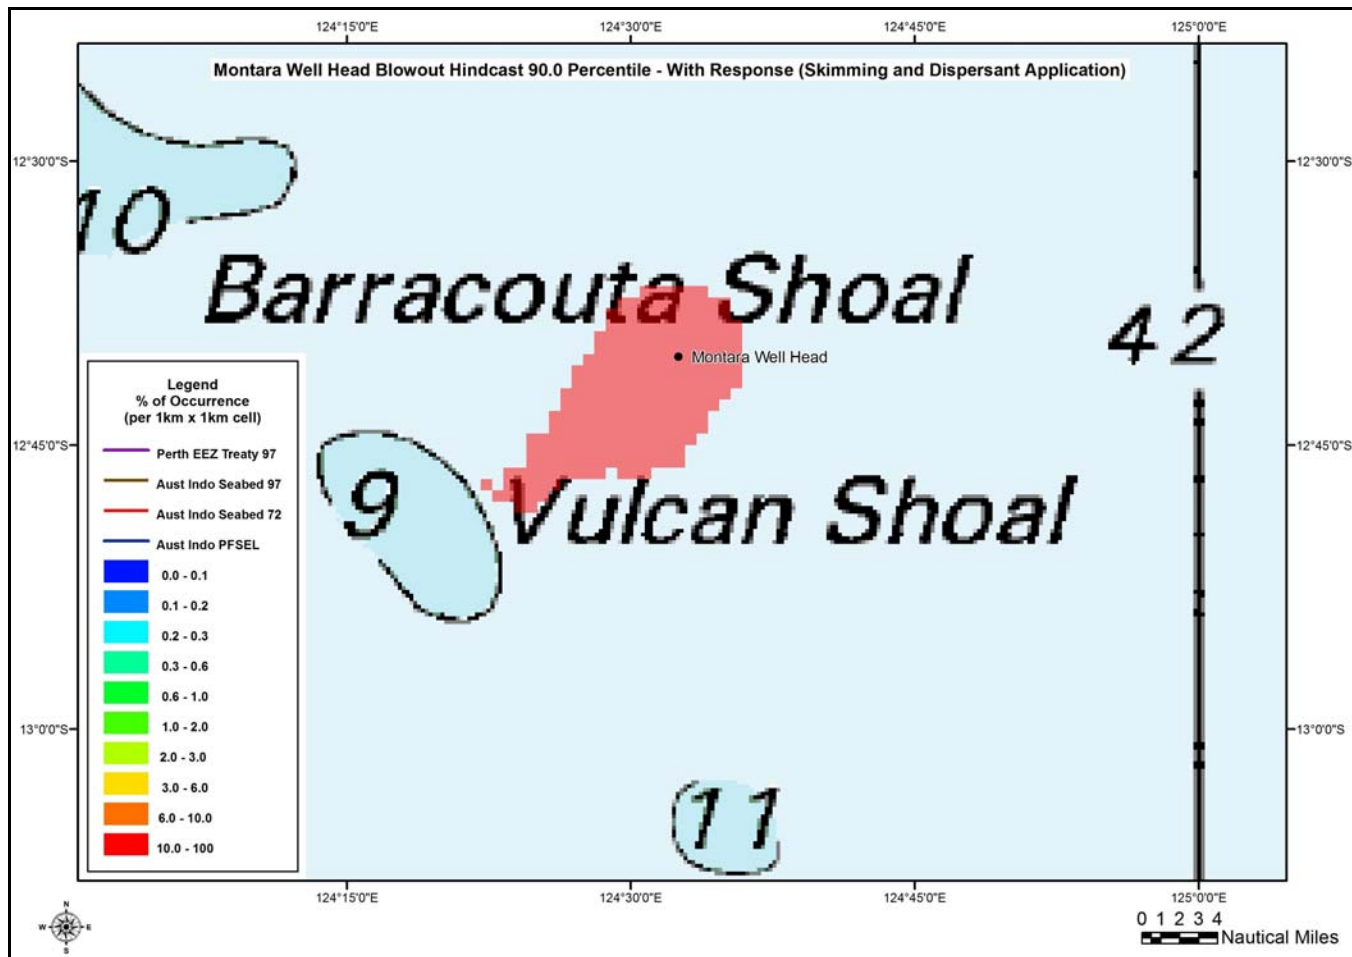 124°15'0"E 124°30'0"E 124°45'0"E 125°0'0"E
Montara Well Head Blowout Hindcast 90.0 Percentile - With Response (Skimming and Dispersant Application)
12°30'0"S 12°30'0"S
10
Barracouta Shoal
42
Montara Well Head
12°45'0"S 12°45'0"S
9
Vulcan Shoal
Legend
% of Occurrence
(per 1km x 1km cell)
Perth EEZ Treaty 97
Aust Indo Seabed 97
Aust Indo Seabed 72
Aust Indo PFSEL
0.0 - 0.1
0.1 - 0.2
0.2 - 0.3
0.3 - 0.6
0.6 - 1.0
1.0 - 2.0
2.0 - 3.0
3.0 - 6.0
6.0 - 10.0
10.0 - 100
13°0'0"S 13°0'0"S
11
124°15'0"E 124°30'0"E 124°45'0"E 125°0'0"E
N
W E
S
0 1 2 3 4
Nautical Miles